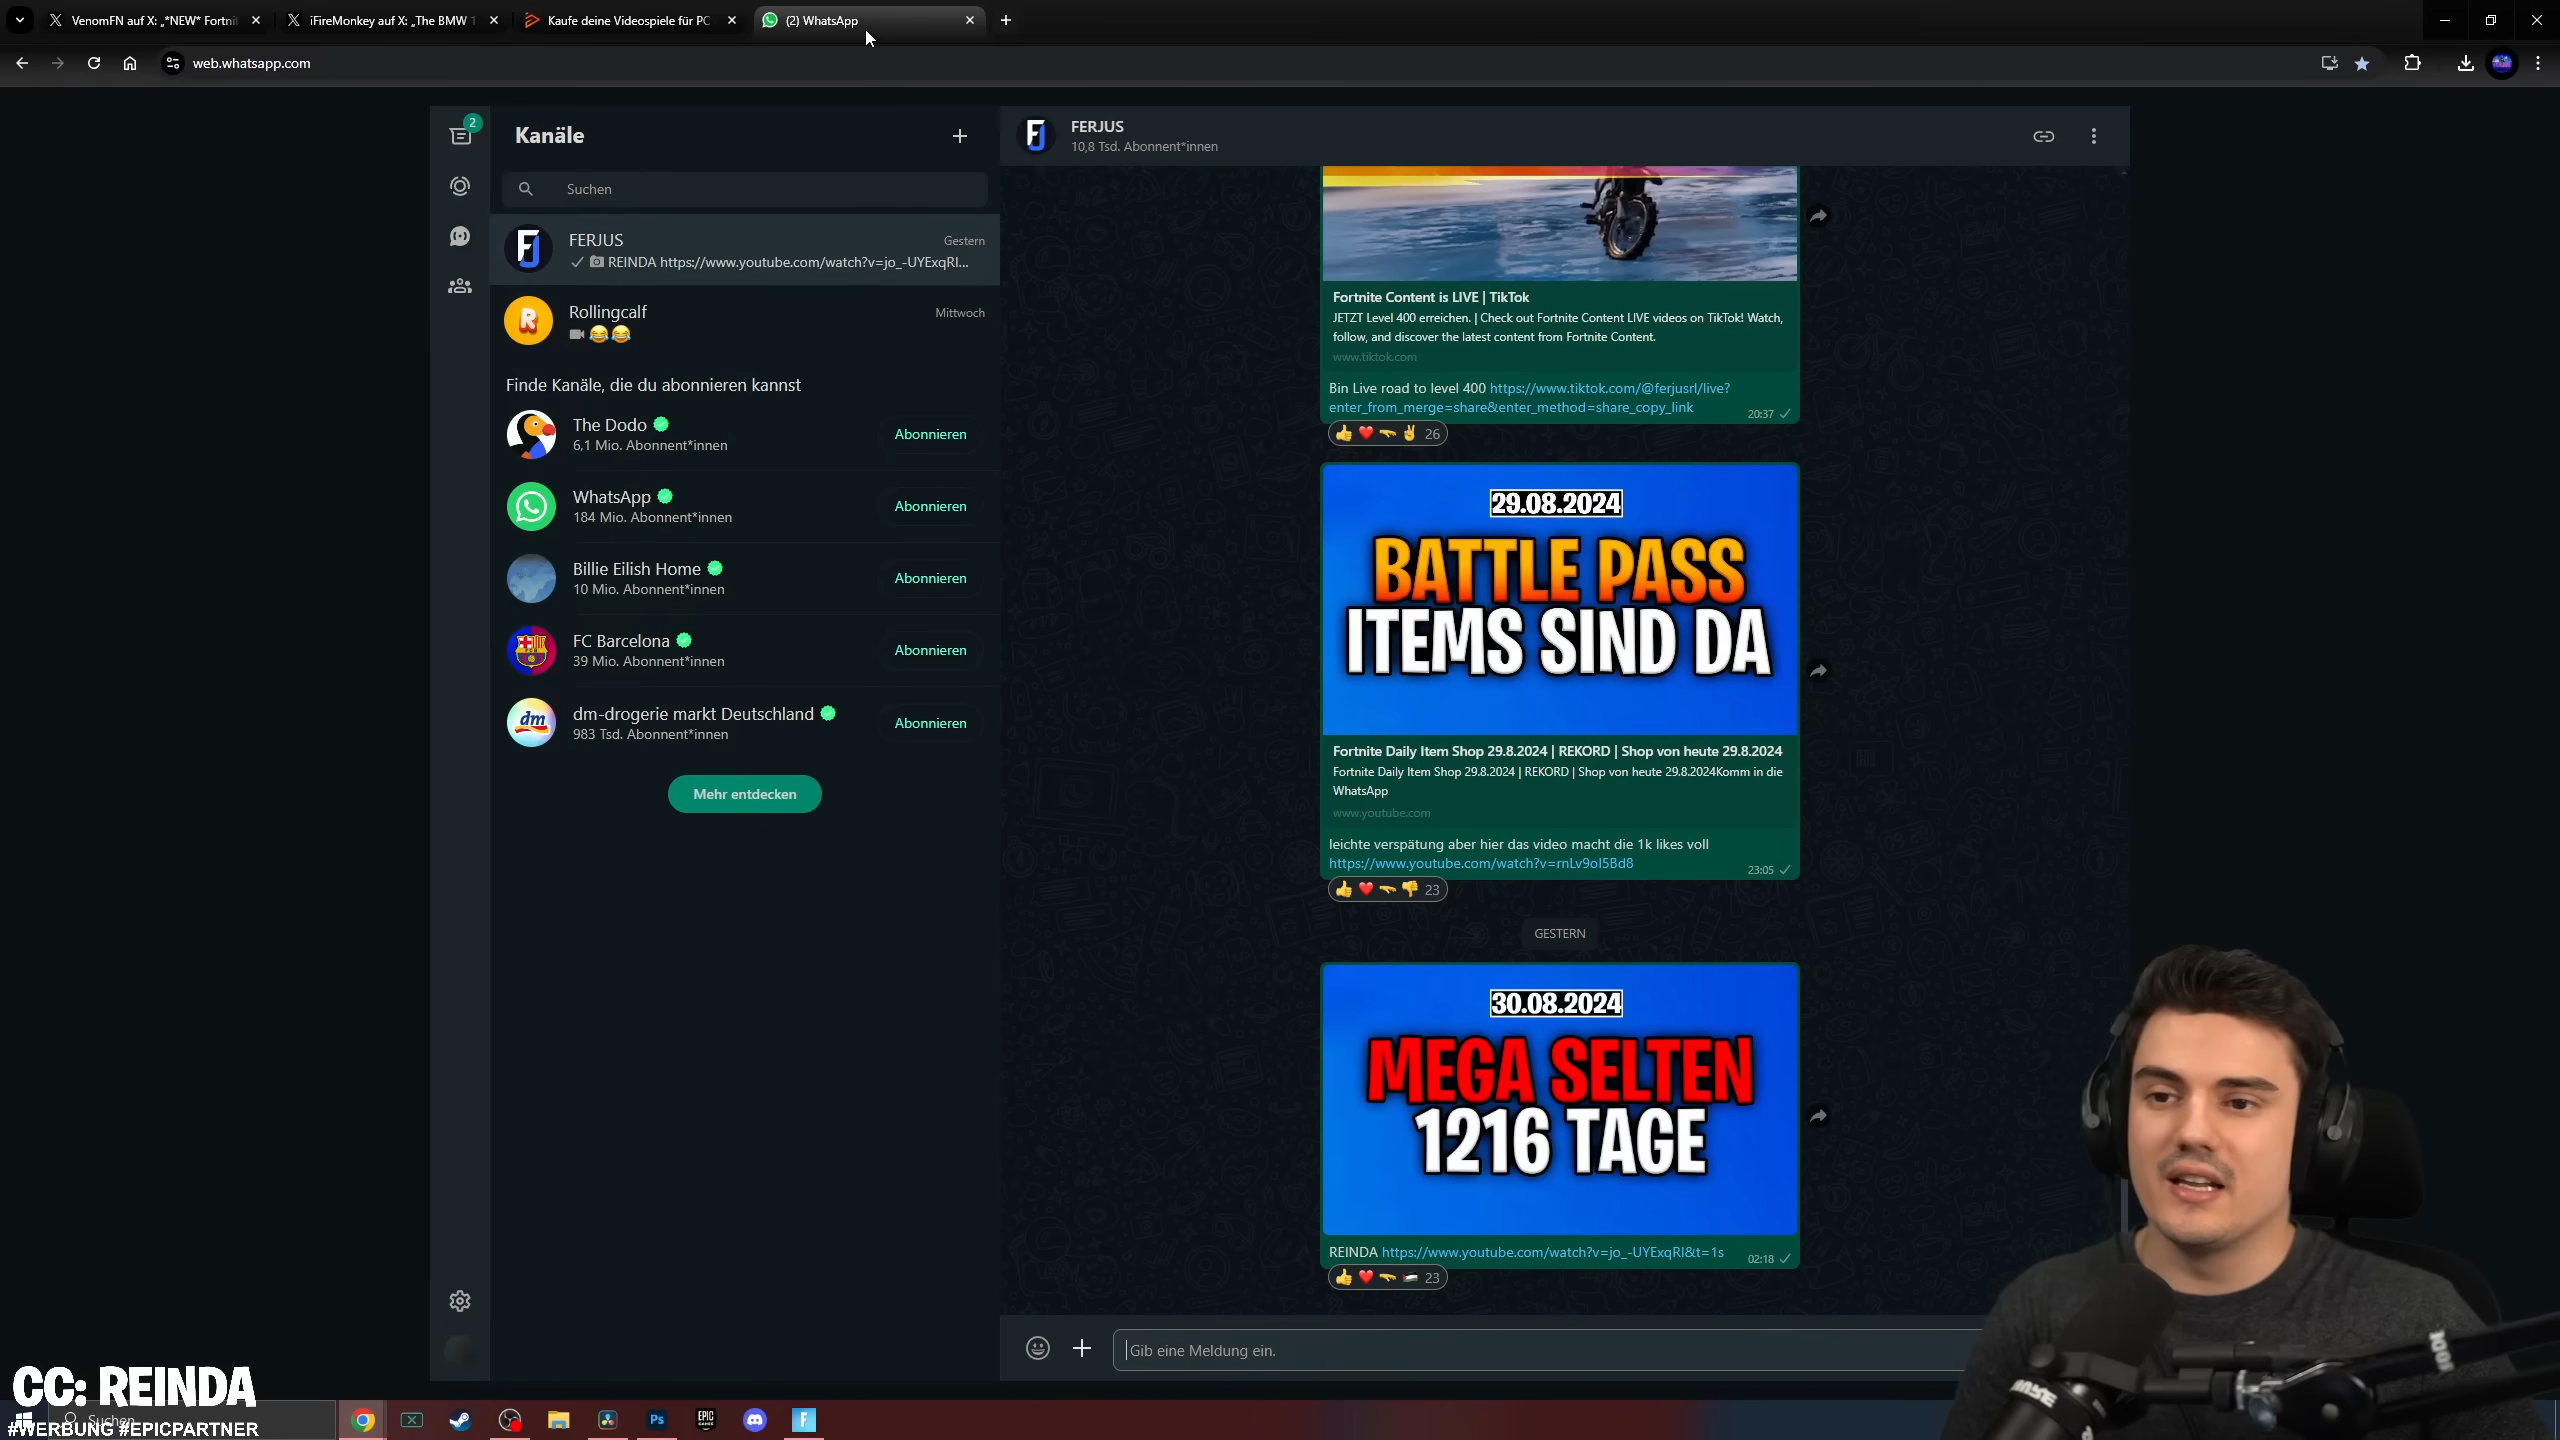 VenomFN auf X: „*NEW* Fortni
iFireMonkey auf X: „The BMW 1
Kaufe deine Videospiele für PC
(2) WhatsApp
web.whatsapp.com
2
Kanäle
Suchen
FERJUS
Gestern
REINDA https://www.youtube.com/watch?v=jo_-UYExqRI...
Rollingcalf
Mittwoch
😂😂
Finde Kanäle, die du abonnieren kannst
The Dodo
6,1 Mio. Abonnent*innen
Abonnieren
WhatsApp
184 Mio. Abonnent*innen
Abonnieren
Billie Eilish Home
10 Mio. Abonnent*innen
Abonnieren
FC Barcelona
39 Mio. Abonnent*innen
Abonnieren
dm-drogerie markt Deutschland
983 Tsd. Abonnent*innen
Abonnieren
Mehr entdecken
FERJUS
10,8 Tsd. Abonnent*innen
Fortnite Content is LIVE | TikTok
JETZT Level 400 erreichen. | Check out Fortnite Content LIVE videos on TikTok! Watch,
follow, and discover the latest content from Fortnite Content.
www.tiktok.com
Bin Live road to level 400 https://www.tiktok.com/@ferjusrl/live?
enter_from_merge=share&enter_method=share_copy_link
20:37
26
29.08.2024
BATTLE PASS
ITEMS SIND DA
Fortnite Daily Item Shop 29.8.2024 | REKORD | Shop von heute 29.8.2024
Fortnite Daily Item Shop 29.8.2024 | REKORD | Shop von heute 29.8.2024Komm in die
WhatsApp
www.youtube.com
leichte verspätung aber hier das video macht die 1k likes voll
https://www.youtube.com/watch?v=rnLv9oI5Bd8
23:05
23
GESTERN
30.08.2024
MEGA SELTEN
1216 TAGE
REINDA https://www.youtube.com/watch?v=jo_-UYExqRI&t=1s
02:18
23
Gib eine Meldung ein.
CC: REINDA
Suchen
#WERBUNG #EPICPARTNER
Ps
EPIC
GAMES